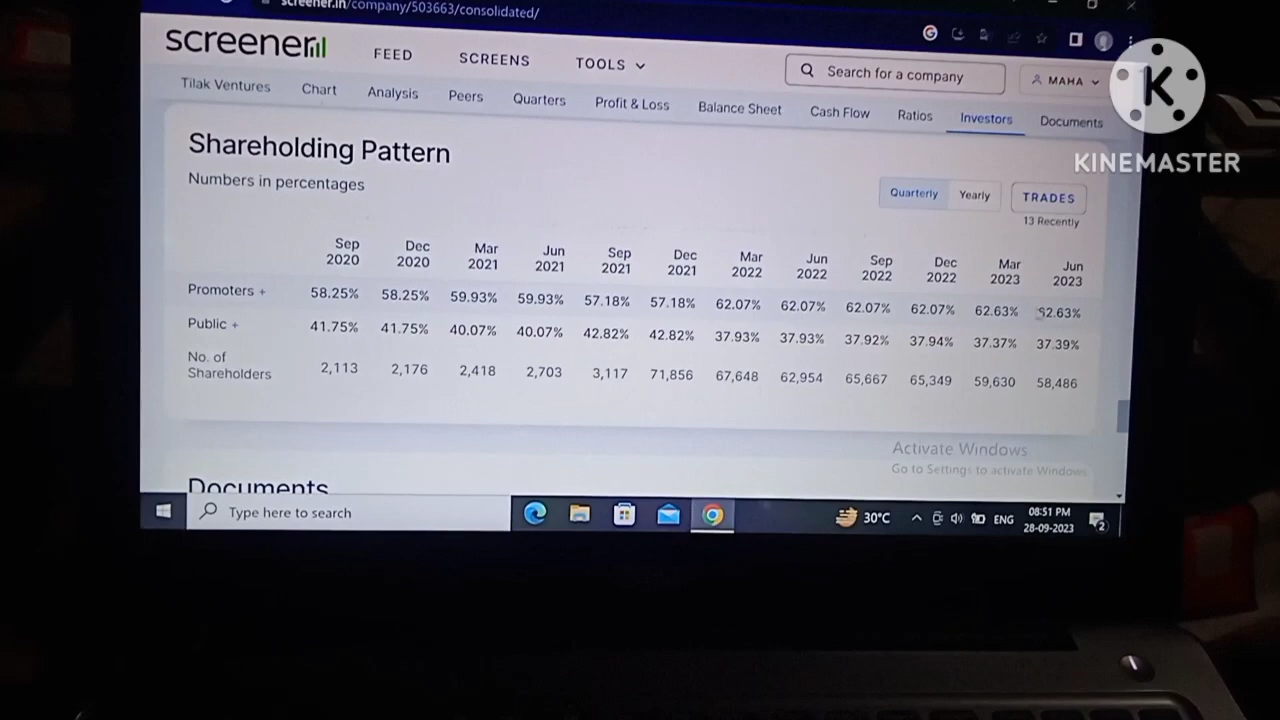 screener.in/company/503663/consolidated/
screener
FEED SCREENS TOOLS
Search for a company
MAHA
Tilak Ventures Chart Analysis Peers Quarters Profit & Loss Balance Sheet Cash Flow Ratios Investors Documents
K
KINEMASTER
Shareholding Pattern
Numbers in percentages
Quarterly Yearly TRADES
13 Recently
Sep 2020 Dec 2020 Mar 2021 Jun 2021 Sep 2021 Dec 2021 Mar 2022 Jun 2022 Sep 2022 Dec 2022 Mar 2023 Jun 2023
Promoters + 58.25% 58.25% 59.93% 59.93% 57.18% 57.18% 62.07% 62.07% 62.07% 62.07% 62.63% 62.63%
Public + 41.75% 41.75% 40.07% 40.07% 42.82% 42.82% 37.93% 37.93% 37.92% 37.94% 37.37% 37.39%
No. of Shareholders 2,113 2,176 2,418 2,703 3,117 71,856 67,648 62,954 65,667 65,349 59,630 58,486
Activate Windows
Go to Settings to activate Windows.
Documents
Type here to search
30°C
ENG
08:51 PM
28-09-2023
2